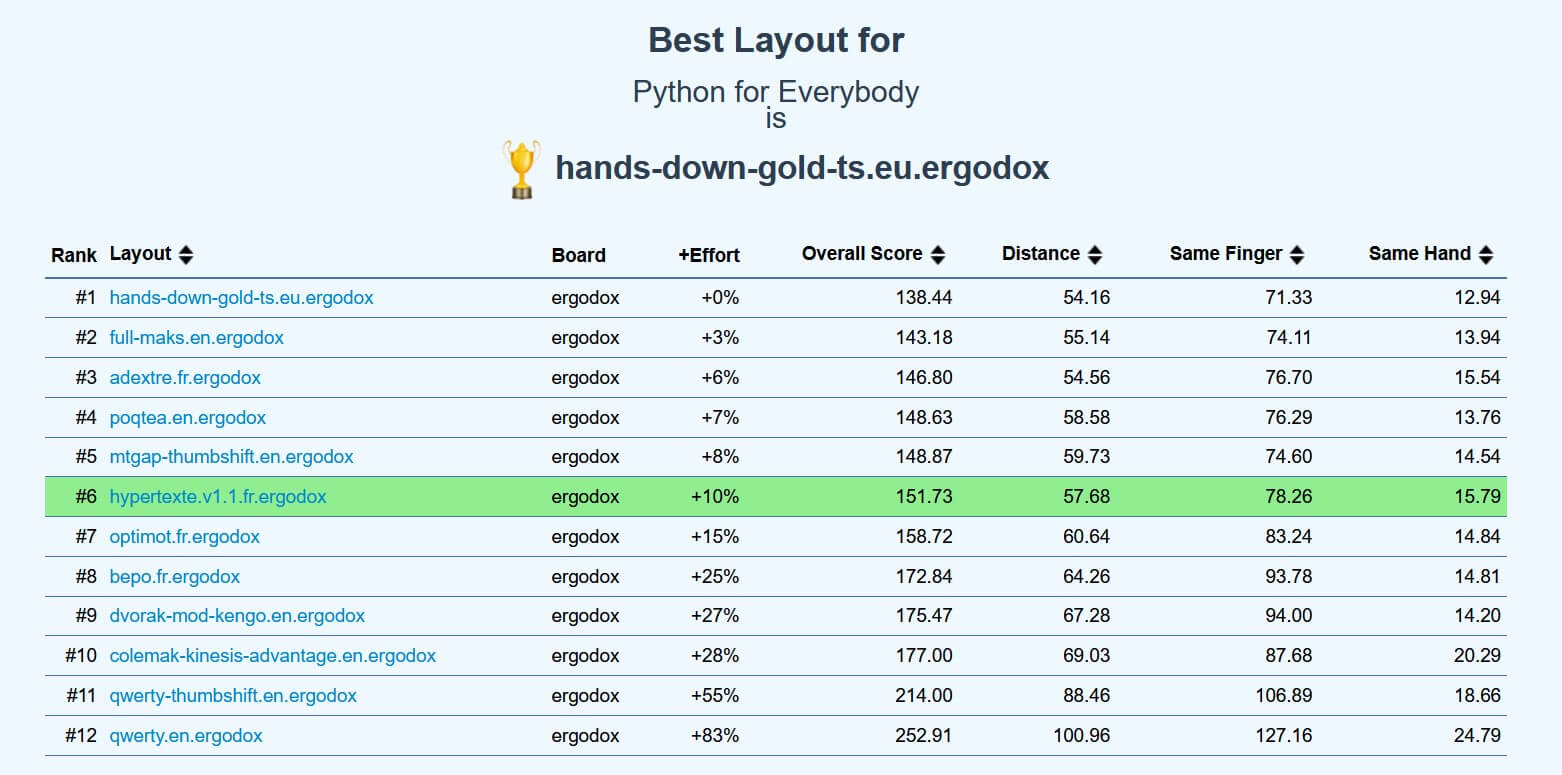 Best Layout for
Python for Everybody
is
hands-down-gold-ts.eu.ergodox
Rank Layout Board +Effort Overall Score Distance Same Finger Same Hand
#1 hands-down-gold-ts.eu.ergodox ergodox +0% 138.44 54.16 71.33 12.94
#2 full-maks.en.ergodox ergodox +3% 143.18 55.14 74.11 13.94
#3 adextre.fr.ergodox ergodox +6% 146.80 54.56 76.70 15.54
#4 poqtea.en.ergodox ergodox +7% 148.63 58.58 76.29 13.76
#5 mtgap-thumbshift.en.ergodox ergodox +8% 148.87 59.73 74.60 14.54
#6 hypertexte.v1.1.fr.ergodox ergodox +10% 151.73 57.68 78.26 15.79
#7 optimot.fr.ergodox ergodox +15% 158.72 60.64 83.24 14.84
#8 bepo.fr.ergodox ergodox +25% 172.84 64.26 93.78 14.81
#9 dvorak-mod-kengo.en.ergodox ergodox +27% 175.47 67.28 94.00 14.20
#10 colemak-kinesis-advantage.en.ergodox ergodox +28% 177.00 69.03 87.68 20.29
#11 qwerty-thumbshift.en.ergodox ergodox +55% 214.00 88.46 106.89 18.66
#12 qwerty.en.ergodox ergodox +83% 252.91 100.96 127.16 24.79